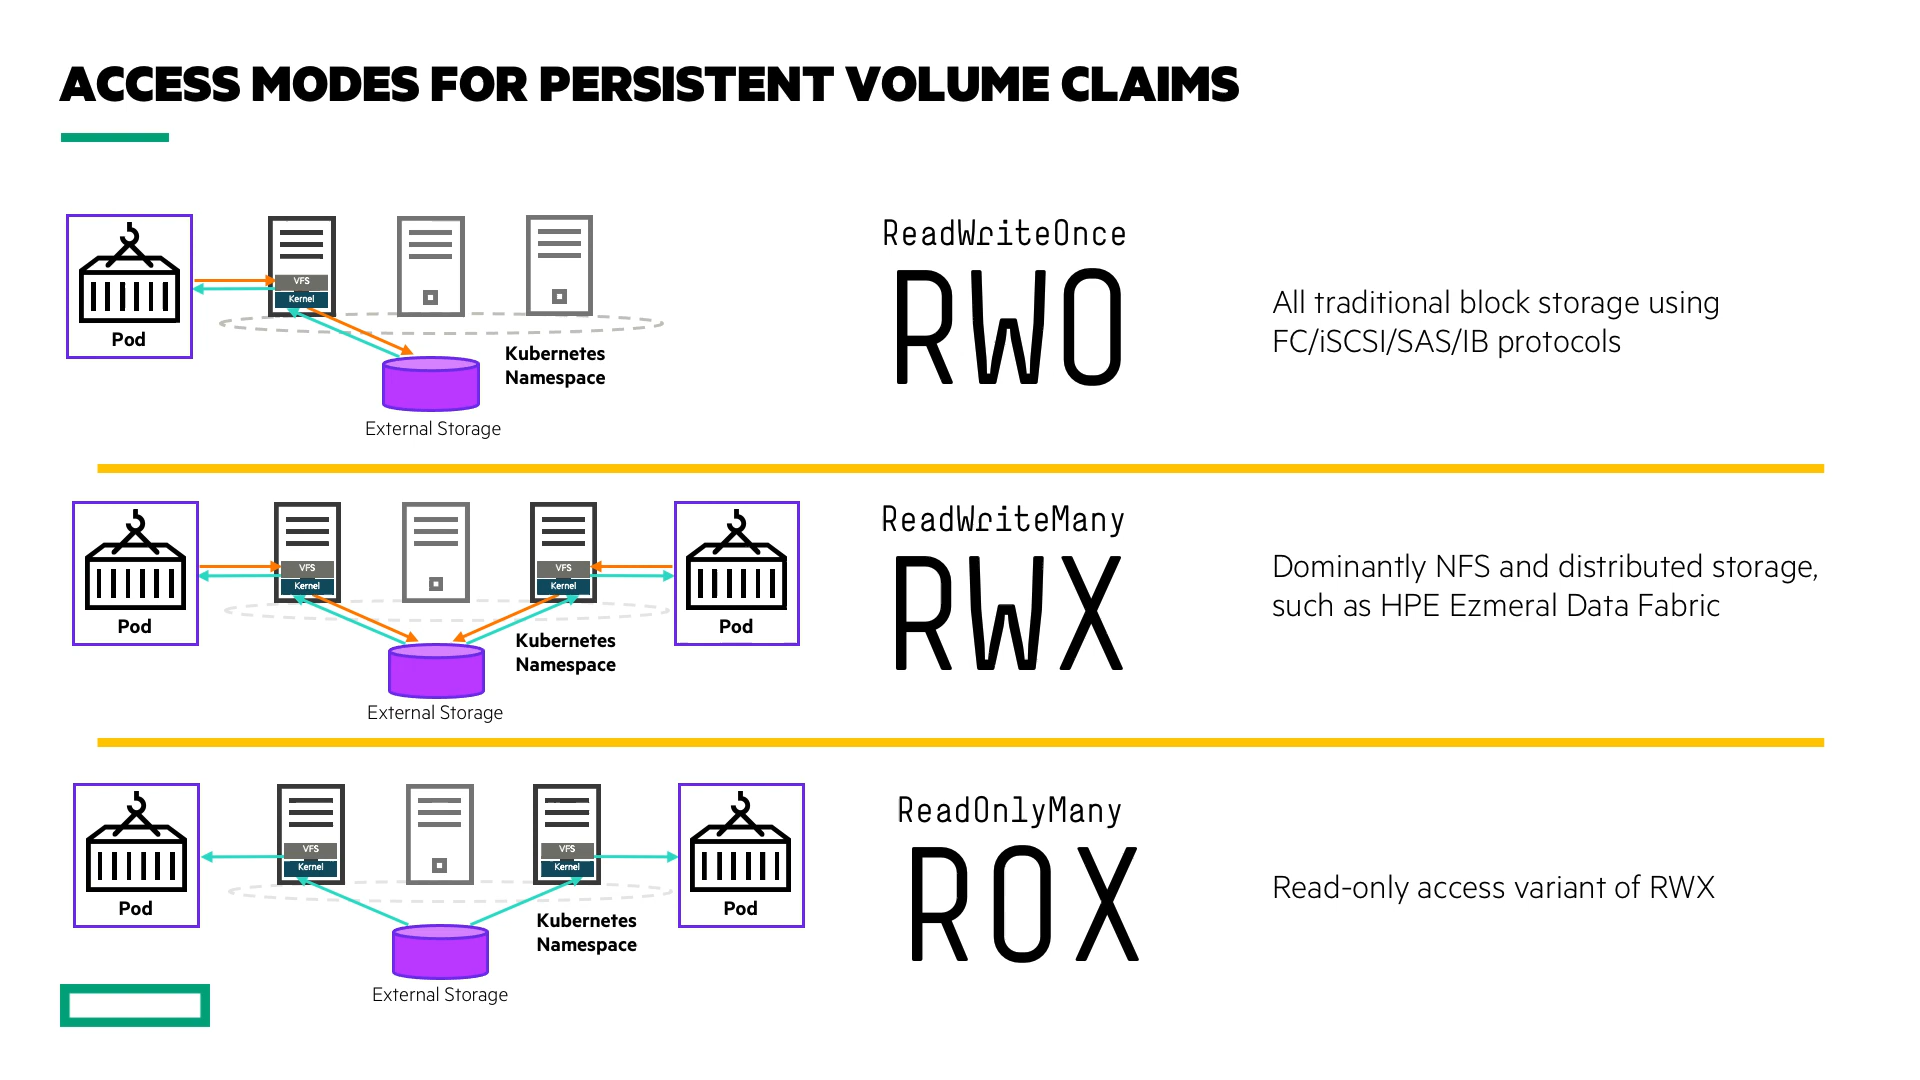 ACCESS MODES FOR PERSISTENT VOLUME CLAIMS
Pod
VFS
Kernel
Kubernetes
Namespace
External Storage
ReadWriteOnce
RWO
All traditional block storage using
FC/iSCSI/SAS/IB protocols
Pod
VFS
Kernel
VFS
Kernel
Pod
Kubernetes
Namespace
External Storage
ReadWriteMany
RWX
Dominantly NFS and distributed storage,
such as HPE Ezmeral Data Fabric
Pod
VFS
Kernel
VFS
Kernel
Pod
Kubernetes
Namespace
External Storage
ReadOnlyMany
ROX
Read-only access variant of RWX